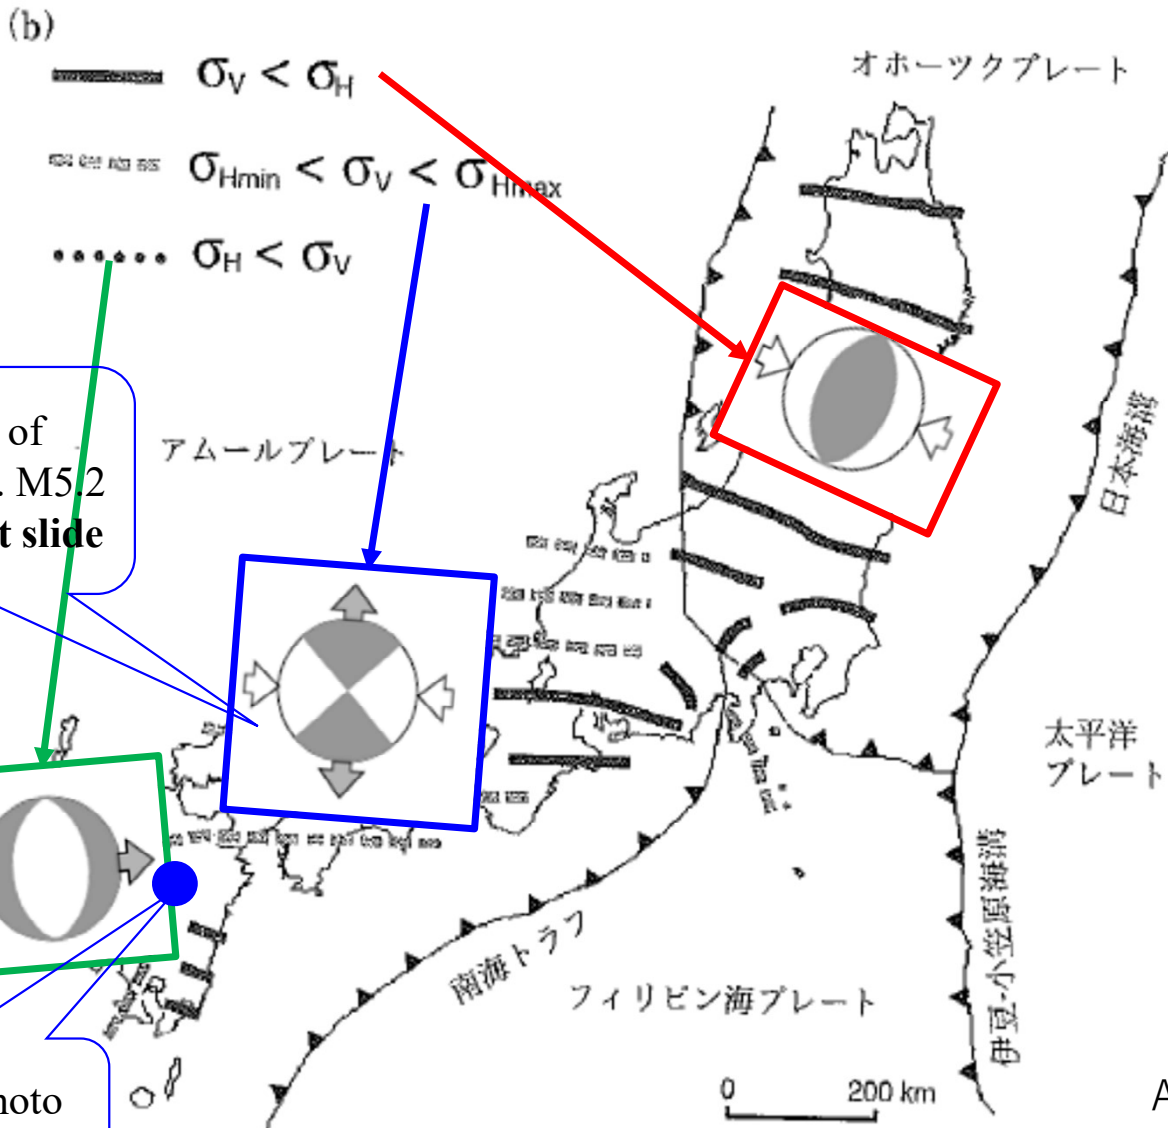 (b)
σV < σH
σHmin < σV < σHmax
σH < σV
オホーツクプレート
of
. M5.2
t slide
アムールプレート
日本海溝
太平洋
プレート
南海トラフ
フィリピン海プレート
伊豆-小笠原海溝
0 200 km
noto
A